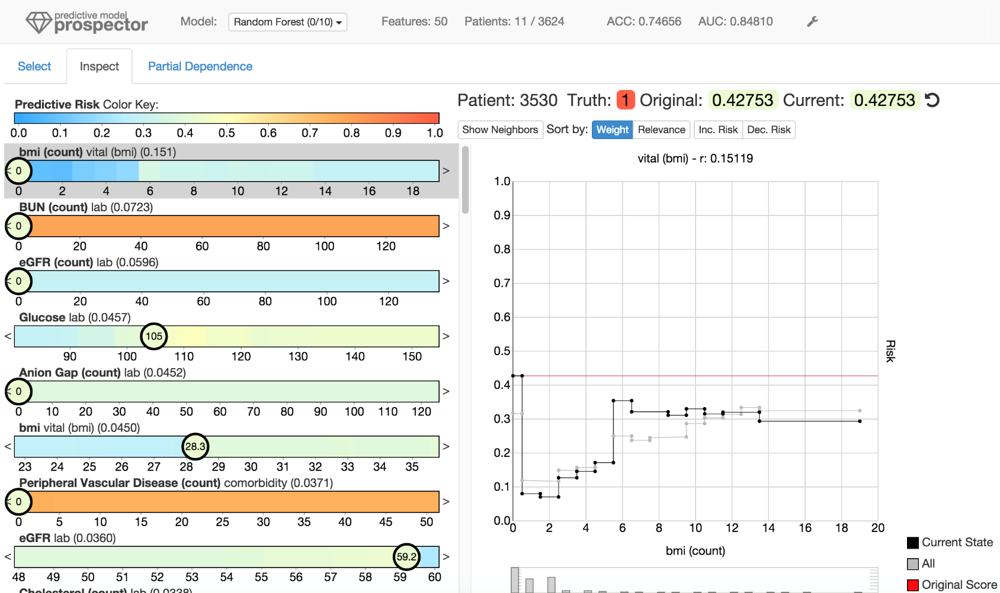 predictive model
prospector
Model: Random Forest (0/10) Features: 50 Patients: 11 / 3624 ACC: 0.74656 AUC: 0.84810
Select Inspect Partial Dependence
Predictive Risk Color Key:
0.0 0.1 0.2 0.3 0.4 0.5 0.6 0.7 0.8 0.9 1.0
bmi (count) vital (bmi) (0.151)
< 0 >
0 2 4 6 8 10 12 14 16 18
BUN (count) lab (0.0723)
< 0 >
0 20 40 60 80 100 120
eGFR (count) lab (0.0596)
< 0 >
0 20 40 60 80 100 120
Glucose lab (0.0457)
< 105 >
90 100 110 120 130 140 150
Anion Gap (count) lab (0.0452)
< 0 >
0 10 20 30 40 50 60 70 80 90 100 110 120
bmi vital (bmi) (0.0450)
< 28.3 >
23 24 25 26 27 28 29 30 31 32 33 34 35
Peripheral Vascular Disease (count) comorbidity (0.0371)
< 0 >
0 5 10 15 20 25 30 35 40 45 50
eGFR lab (0.0360)
< 59.2 >
48 49 50 51 52 53 54 55 56 57 58 59 60
Cholesterol (count) lab (0.0338)
Patient: 3530 Truth: 1 Original: 0.42753 Current: 0.42753
Show Neighbors Sort by: Weight Relevance Inc. Risk Dec. Risk
vital (bmi) - r: 0.15119
1.0
0.9
0.8
0.7
0.6
0.5
0.4
0.3
0.2
0.1
0.0
0 2 4 6 8 10 12 14 16 18 20
bmi (count)
Risk
Current State
All
Original Score